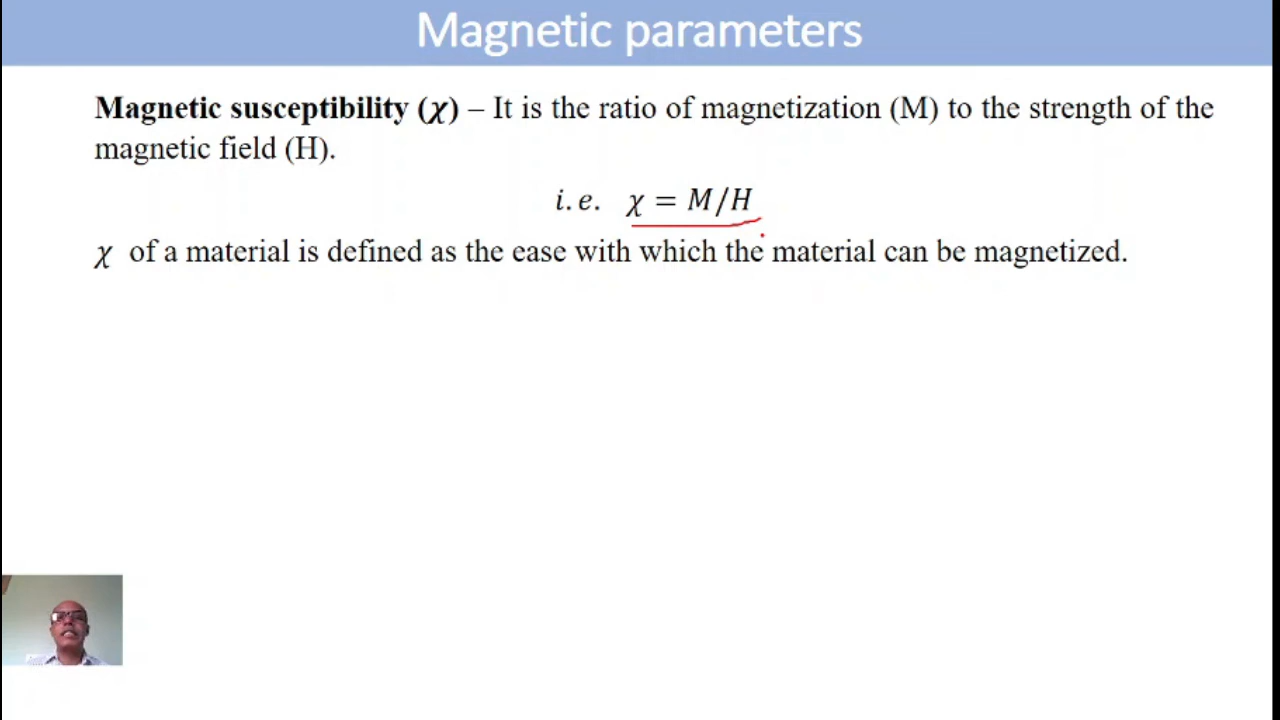 Magnetic parameters
Magnetic susceptibility (χ) – It is the ratio of magnetization (M) to the strength of the
magnetic field (H).
i. e. χ = M/H
χ of a material is defined as the ease with which the material can be magnetized.